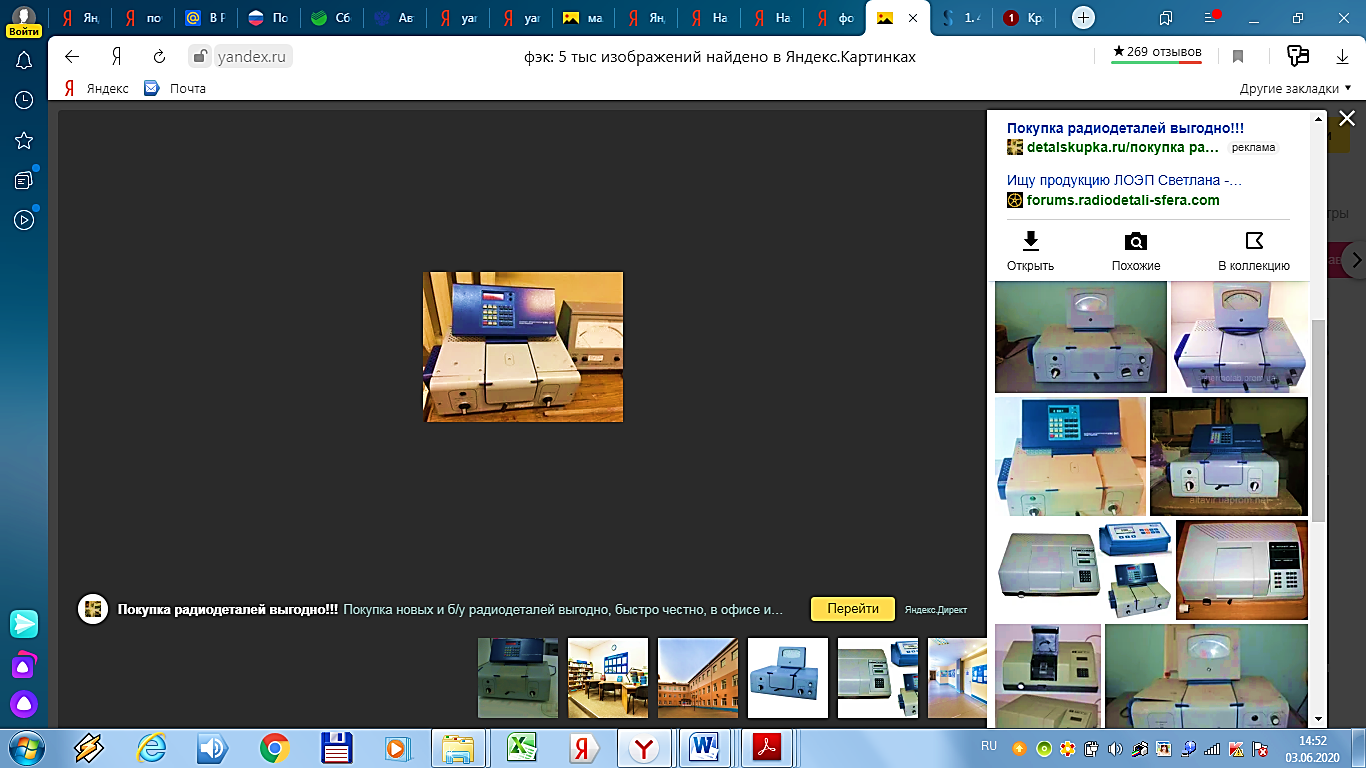 Войти
Ян
по
В Р
По
Сб
Ав
уаг
уаг
ма
Ян
На
На
фо
1. 4
1
Кр
Я
yandex.ru
фэк: 5 тыс изображений найдено в Яндекс.Картинках
★ 269 отзывов
Яндекс
Почта
Другие закладки
Покупка радиодеталей выгодно!!!
detalskupka.ru/покупка ра...
реклама
Ищу продукцию ЛОЭП Светлана -...
forums.radiodetali-sfera.com
Открыть
Похожие
В коллекцию
Покупка радиодеталей выгодно!!! Покупка новых и б/у радиодеталей выгодно, быстро честно, в офисе и...
Перейти
Яндекс.Директ
RU
14:52
03.06.2020